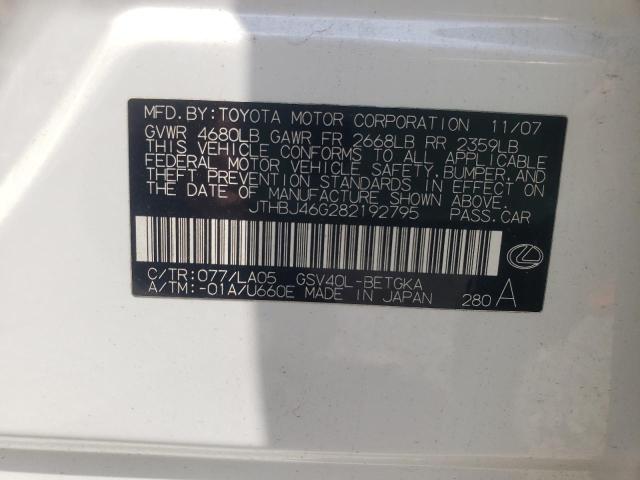 MFD.BY:TOYOTA MOTOR CORPORATION 11/07
GVWR 4680LB GAWR FR 2668LB RR 2359LB
THIS VEHICLE CONFORMS TO ALL APPLICABLE
FEDERAL MOTOR VEHICLE SAFETY,BUMPER,AND
THEFT PREVENTION STANDARDS IN EFFECT ON
THE DATE OF MANUFACTURE SHOWN ABOVE.
JTHBJ46G282192795 PASS.CAR
C/TR:077/LA05 GSV40L-BETGKA
A/TM:-01A/U660E MADE IN JAPAN 280 A